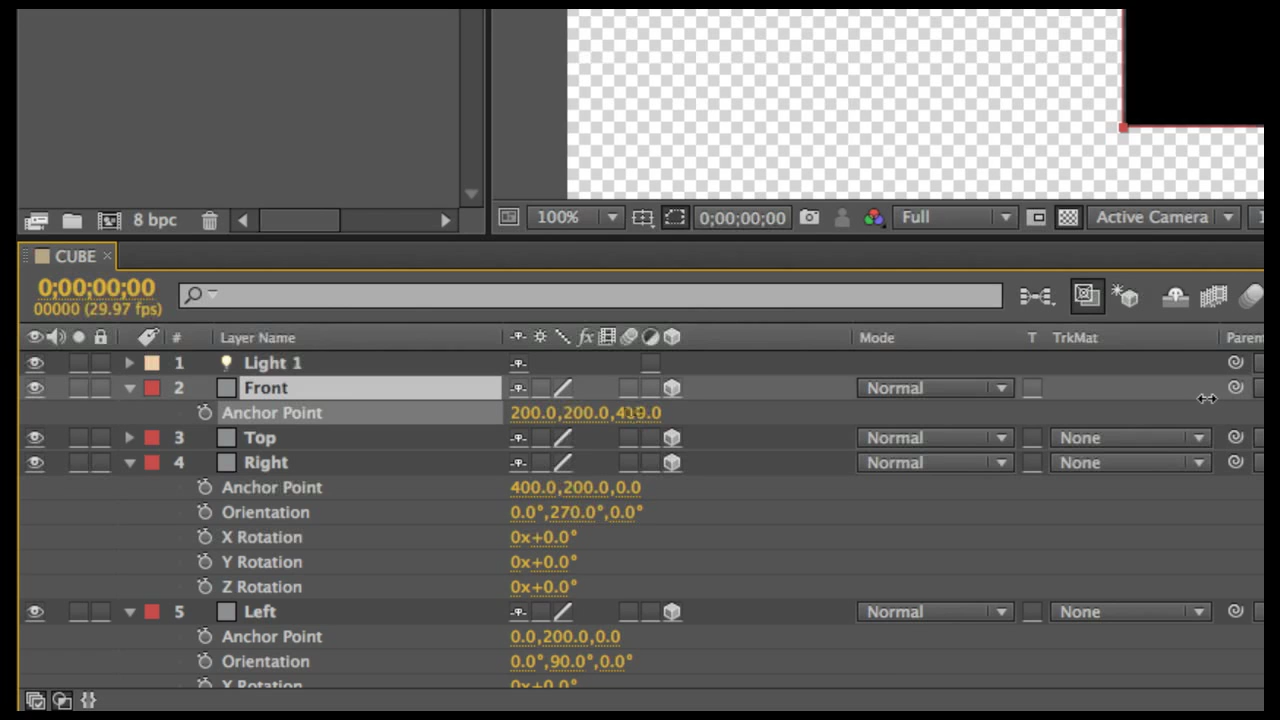 8 bpc
100% 0;00;00;00 Full Active Camera
CUBE ×
0;00;00;00
00000 (29.97 fps)
# Layer Name fx Mode T TrkMat Paren
1 Light 1
2 Front Normal
Anchor Point 200.0,200.0,
3 Top Normal None
4 Right Normal None
Anchor Point 400.0,200.0,0.0
Orientation 0.0°,270.0°,0.0°
X Rotation 0x+0.0°
Y Rotation 0x+0.0°
Z Rotation 0x+0.0°
5 Left Normal None
Anchor Point 0.0,200.0,0.0
Orientation 0.0°,90.0°,0.0°
X Rotation 0x+0.0°